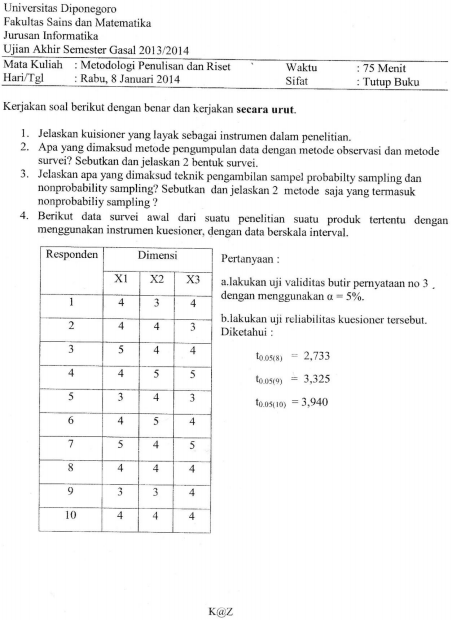 Universitas Diponegoro
Fakultas Sains dan Matematika
Jurusan Informatika
Ujian Akhir Semester Gasal 2013/2014
Mata Kuliah : Metodologi Penulisan dan Riset Waktu : 75 Menit
Hari/Tgl : Rabu, 8 Januari 2014 Sifat : Tutup Buku
Kerjakan soal berikut dengan benar dan kerjakan secara urut.
1. Jelaskan kuisioner yang layak sebagai instrumen dalam penelitian.
2. Apa yang dimaksud metode pengumpulan data dengan metode observasi dan metode
survei? Sebutkan dan jelaskan 2 bentuk survei.
3. Jelaskan apa yang dimaksud teknik pengambilan sampel probabilty sampling dan
nonprobability sampling? Sebutkan dan jelaskan 2 metode saja yang termasuk
nonprobabiliy sampling ?
4. Berikut data survei awal dari suatu penelitian suatu produk tertentu dengan
menggunakan instrumen kuesioner, dengan data berskala interval.
Responden Dimensi
X1 X2 X3
1 4 3 4
2 4 4 3
3 5 4 4
4 4 5 5
5 3 4 3
6 4 5 4
7 5 4 5
8 4 4 4
9 3 3 4
10 4 4 4
Pertanyaan :
a.lakukan uji validitas butir pernyataan no 3
dengan menggunakan α = 5%.
b.lakukan uji reliabilitas kuesioner tersebut.
Diketahui :
t0.05(8) = 2,733
t0.05(9) = 3,325
t0.05(10) = 3,940
K@Z